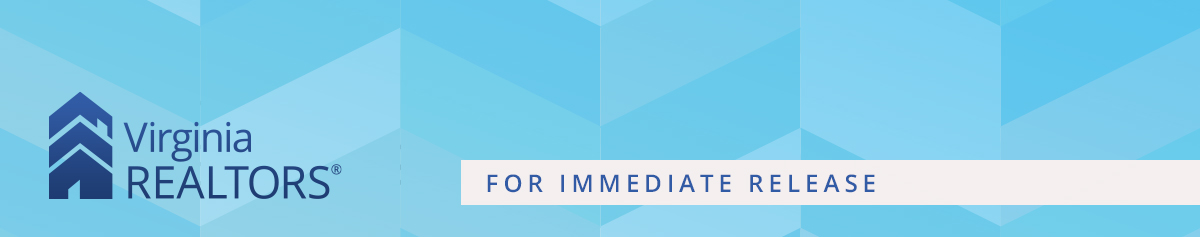 Virginia
REALTORS®
FOR IMMEDIATE RELEASE